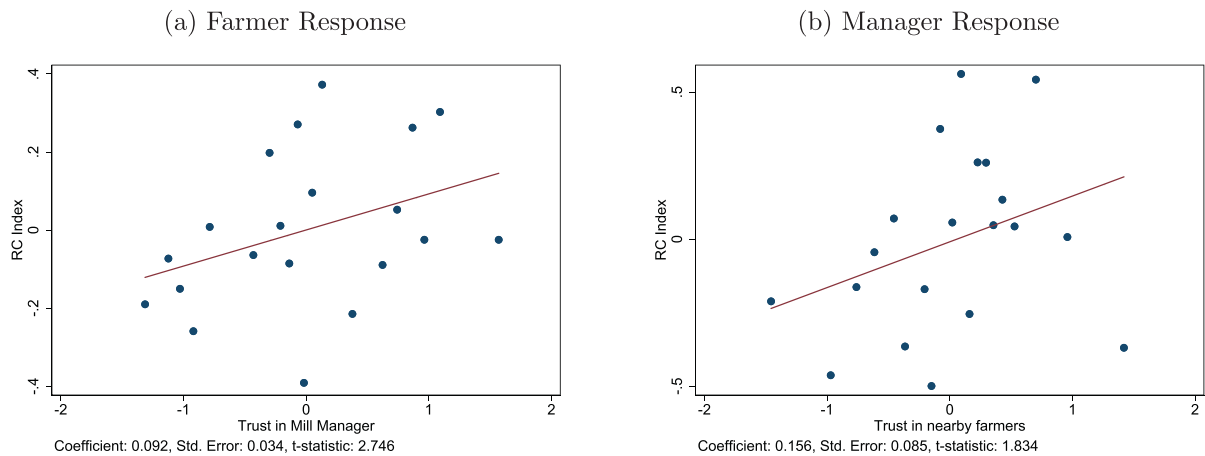 (a) Farmer Response
.4
.2
0
-.2
-.4
RC Index
-2
-1
0
1
2
Trust in Mill Manager
Coefficient: 0.092, Std. Error: 0.034, t-statistic: 2.746
(b) Manager Response
.5
0
-.5
RC Index
-2
-1
0
1
2
Trust in nearby farmers
Coefficient: 0.156, Std. Error: 0.085, t-statistic: 1.834